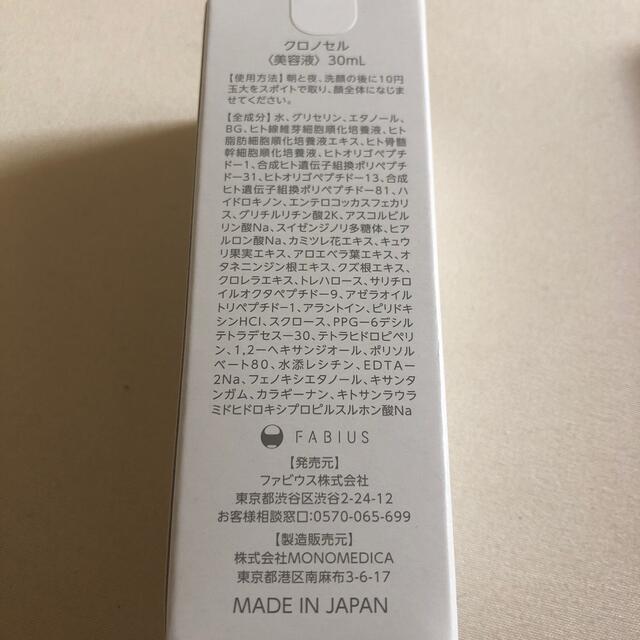 クロノセル
〈美容液〉30mL
【使用方法】朝と夜、洗顔の後に10円
玉大をスポイトで取り、顔全体になじま
せてください。
【全成分】水、グリセリン、エタノール、
BG、ヒト線維芽細胞順化培養液、ヒト
脂肪細胞順化培養液エキス、ヒト骨髄
幹細胞順化培養液、ヒトオリゴペプチ
ドー1、合成ヒト遺伝子組換ポリペプチ
ドー31、ヒトオリゴペプチドー13、合成
ヒト遺伝子組換ポリペプチドー81、ハ
イドロキノン、エンテロコッカスフェカリ
ス、グリチルリチン酸2K、アスコルビル
リン酸Na、スイゼンジノリ多糖体、ヒア
ルロン酸Na、カミツレ花エキス、キュウ
リ果実エキス、アロエベラ葉エキス、オ
タネニンジン根エキス、クズ根エキス、
クロレラエキス、トレハロース、サリチロ
イルオクタペプチドー9、アゼラオイル
トリペプチドー1、アラントイン、ピリドキ
シンHCI、スクロース、PPG－6デシル
テトラデセス－30、テトラヒドロピペリ
ン、1,2－ヘキサンジオール、ポリソル
ベート80、水添レシチン、EDTA－
2Na、フェノキシエタノール、キサンタ
ンガム、カラギーナン、キトサンラウラ
ミドヒドロキシプロピルスルホン酸Na
FABIUS
【発売元】
ファビウス株式会社
東京都渋谷区渋谷2-24-12
お客様相談窓口:0570-065-699
【製造販売元】
株式会社MONOMEDICA
東京都港区南麻布3-6-17
MADE IN JAPAN